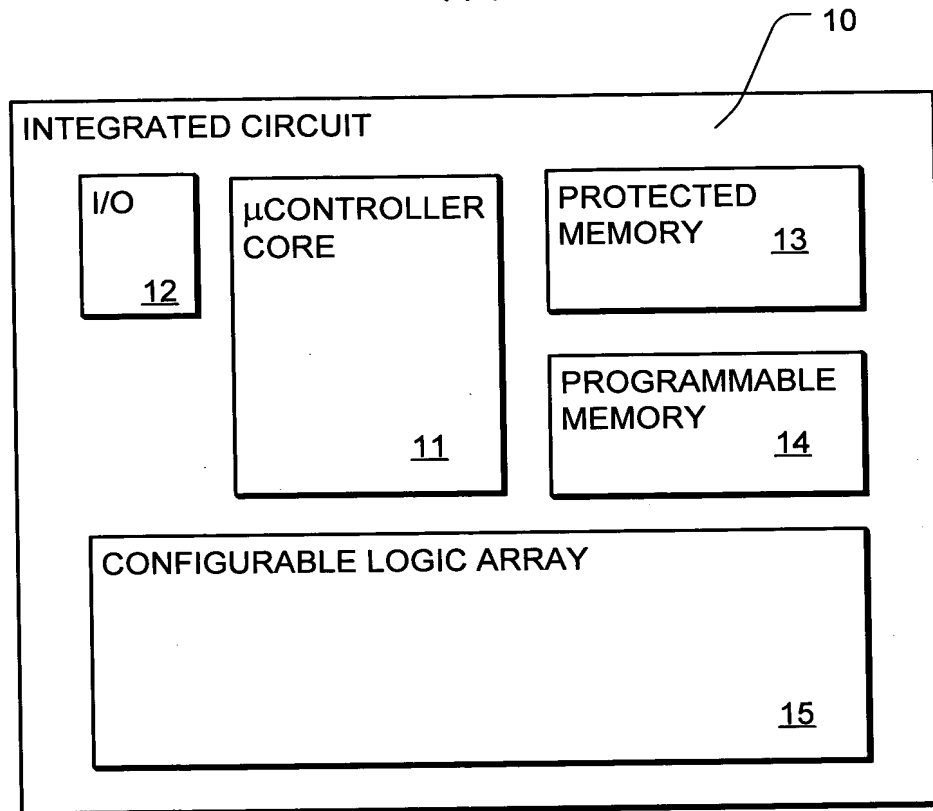 10
INTEGRATED CIRCUIT
I/O
12
μCONTROLLER
CORE
11
PROTECTED
MEMORY
13
PROGRAMMABLE
MEMORY
14
CONFIGURABLE LOGIC ARRAY
15